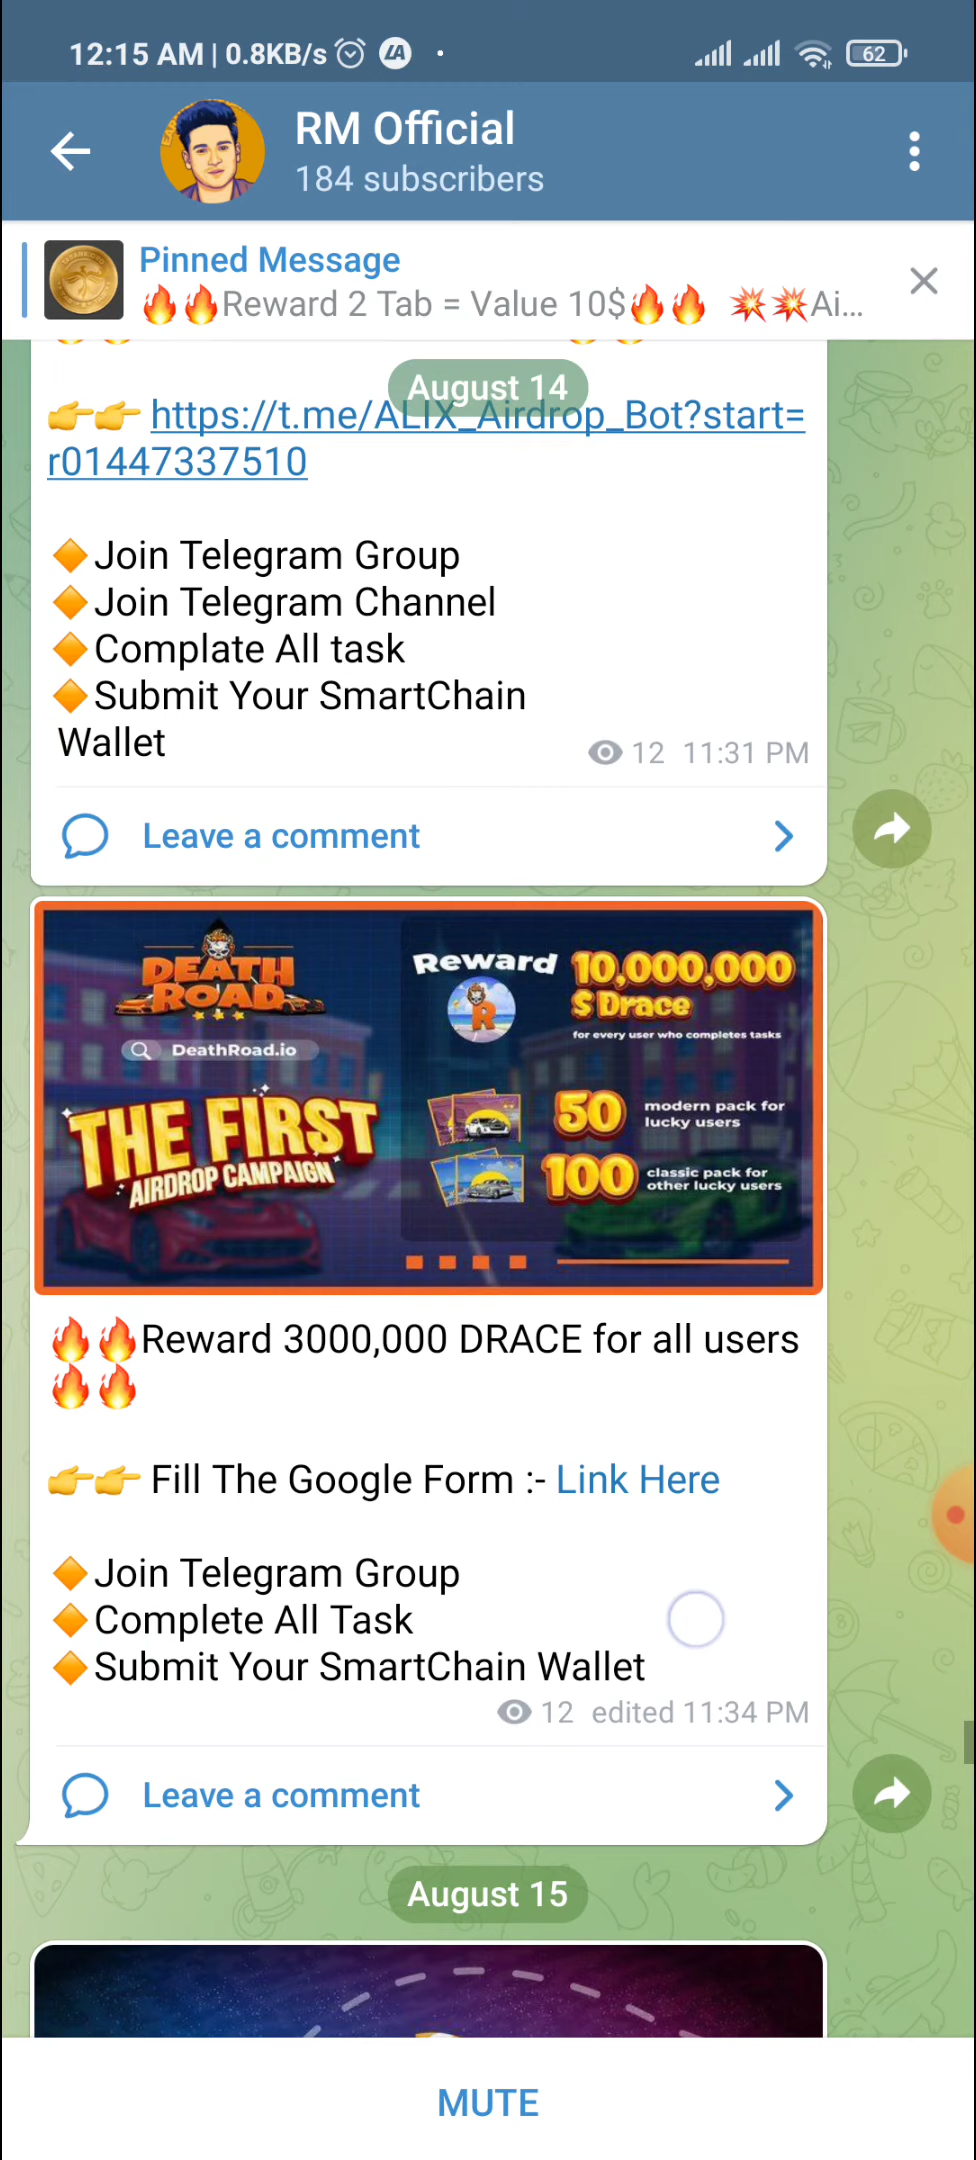 12:15 AM | 0.8KB/s
62
RM Official
184 subscribers
Pinned Message
🔥🔥Reward 2 Tab = Value 10$🔥🔥 💥💥Ai...
August 14
👉👉 https://t.me/ALIX_Airdrop_Bot?start=
r01447337510
🔶Join Telegram Group
🔶Join Telegram Channel
🔶Complate All task
🔶Submit Your SmartChain
Wallet
12 11:31 PM
Leave a comment
DEATH
ROAD
DeathRoad.io
THE FIRST
AIRDROP CAMPAIGN
Reward
10,000,000
$ Drace
for every user who completes tasks
R
50
modern pack for
lucky users
100
classic pack for
other lucky users
🔥🔥Reward 3000,000 DRACE for all users
🔥🔥
👉👉 Fill The Google Form :- Link Here
🔶Join Telegram Group
🔶Complete All Task
🔶Submit Your SmartChain Wallet
12 edited 11:34 PM
Leave a comment
August 15
MUTE